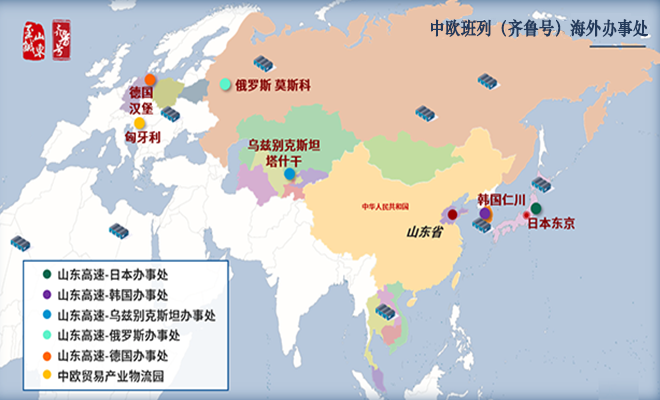 中欧班列（齐鲁号）海外办事处
山东
齐鲁号
俄罗斯 莫斯科
德国
汉堡
匈牙利
乌兹别克斯坦
塔什干
中华人民共和国
韩国仁川
山东省
日本东京
山东高速-日本办事处
山东高速-韩国办事处
山东高速-乌兹别克斯坦办事处
山东高速-俄罗斯办事处
山东高速-德国办事处
中欧贸易产业物流园